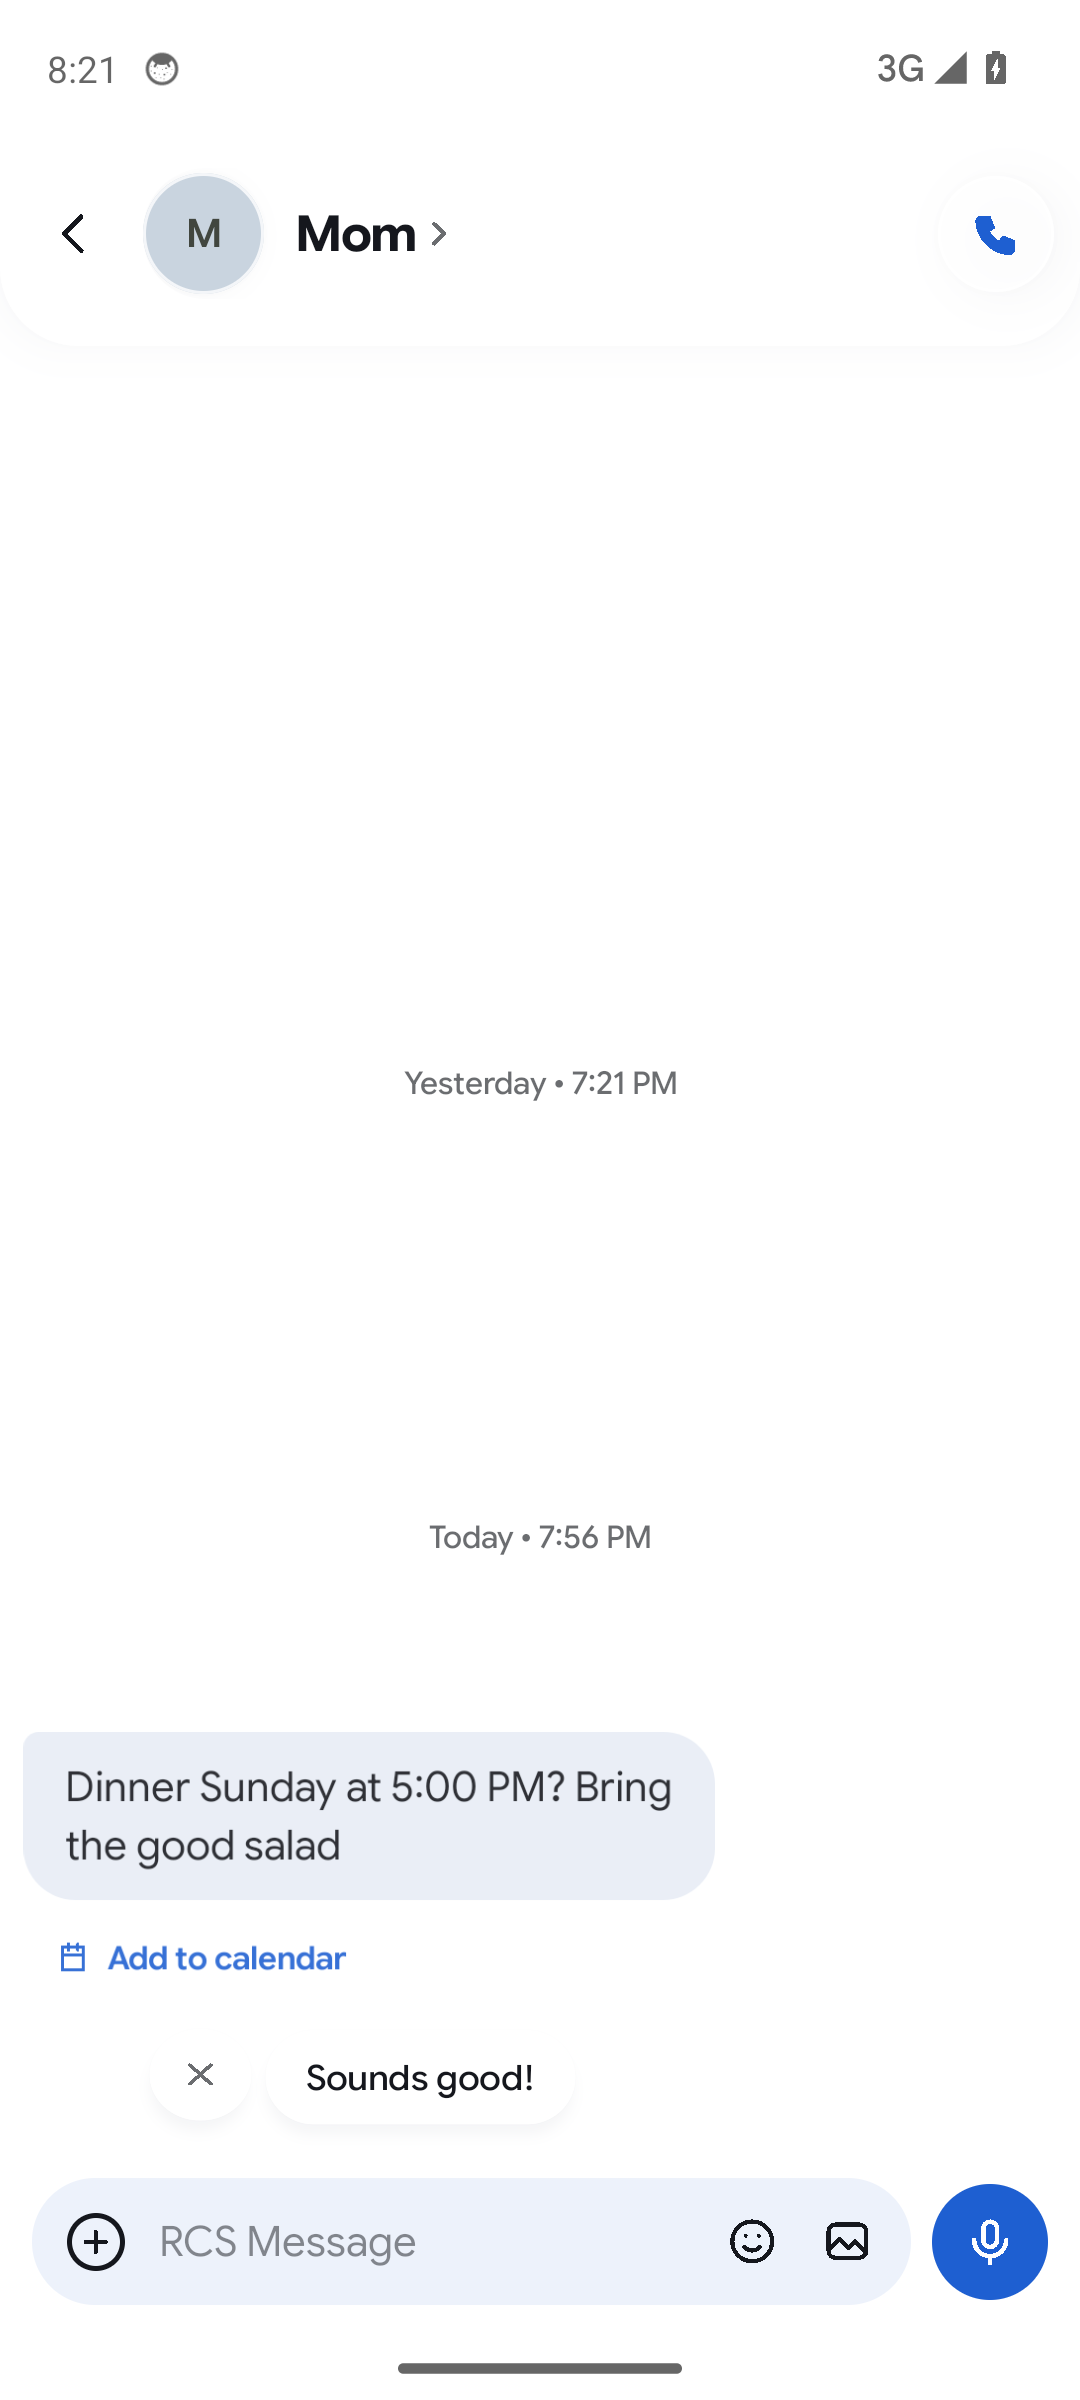 8:21
3G
M
Mom
Yesterday • 7:21 PM
Today • 7:56 PM
Dinner Sunday at 5:00 PM? Bring
the good salad
Add to calendar
Sounds good!
RCS Message